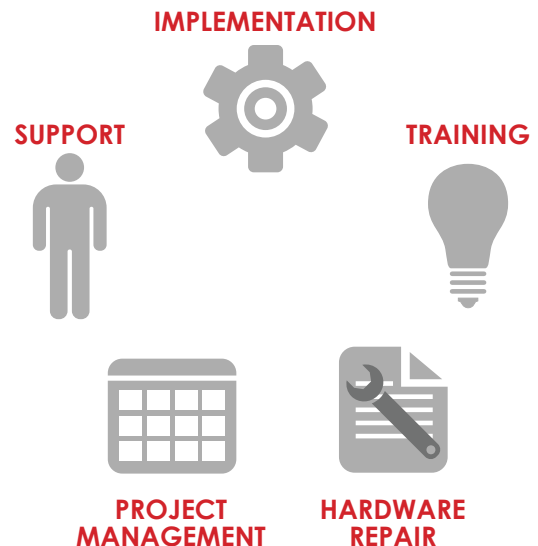 IMPLEMENTATION
SUPPORT
TRAINING
PROJECT
MANAGEMENT
HARDWARE
REPAIR